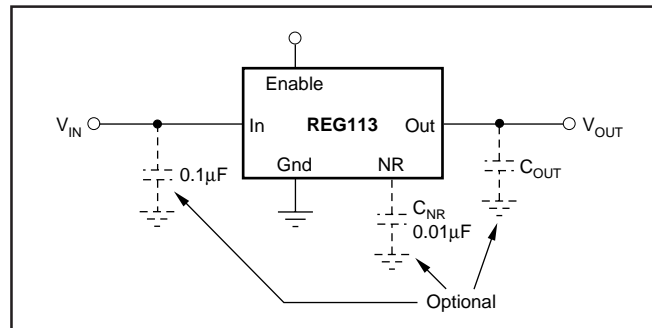 Enable
V_IN
In
REG113
Out
V_OUT
Gnd
NR
0.1µF
C_OUT
C_NR
0.01µF
Optional